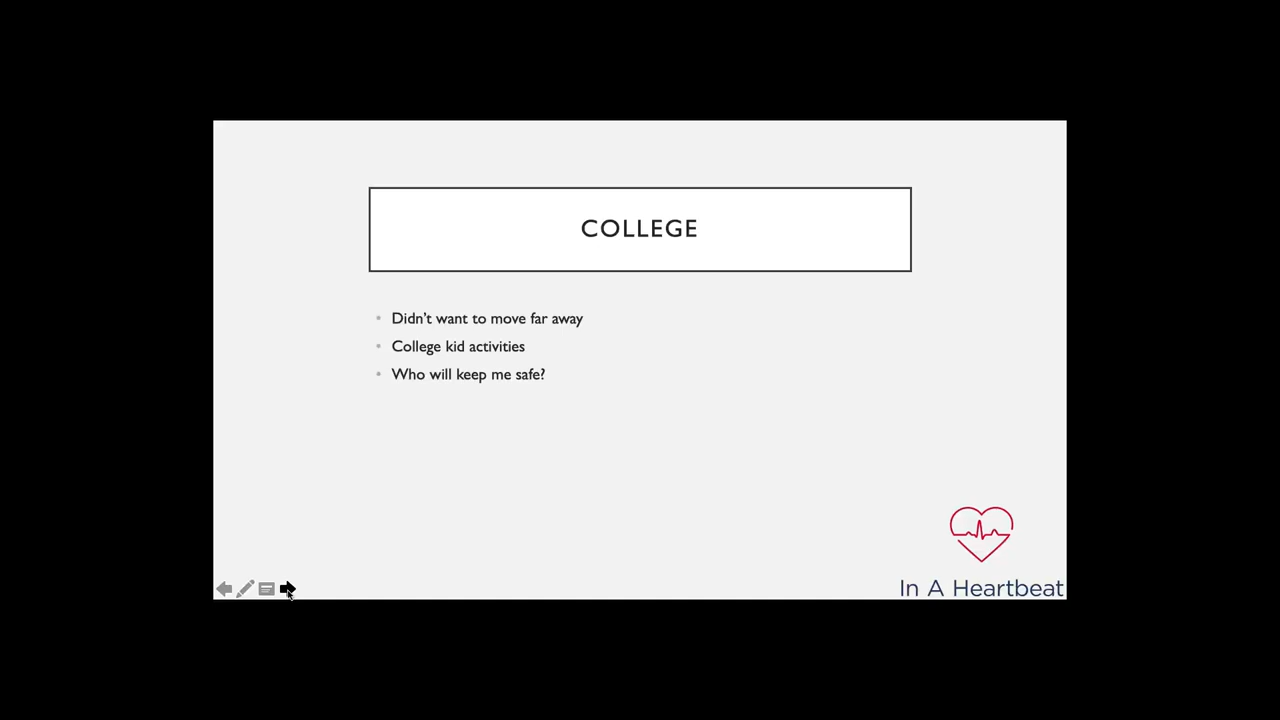 COLLEGE
Didn't want to move far away
College kid activities
Who will keep me safe?
In A Heartbeat